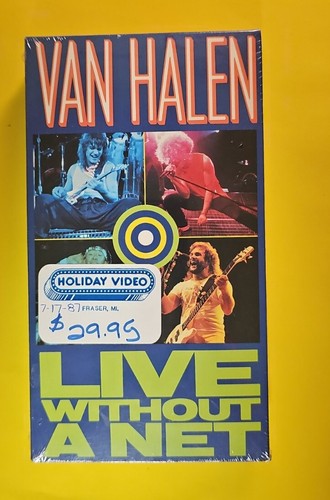 VAN HALEN
HOLIDAY VIDEO
7-17-87 FRASER, MI.
$29.95
LIVE
WITHOUT
A NET